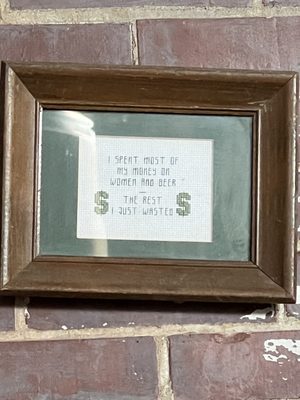 I SPENT MOST OF
MY MONEY ON
WOMEN AND BEER
—
THE REST
$ I JUST WASTED $